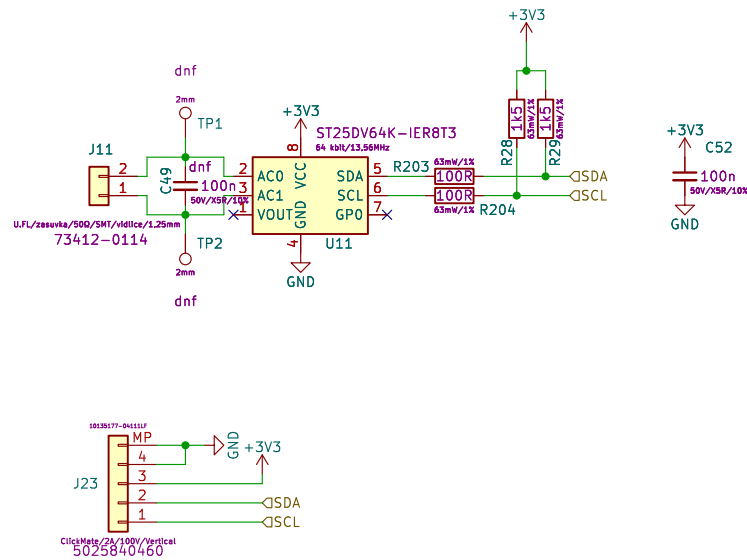 +3V3
dnf
2mm
TP1
+3V3
ST25DV64K-IER8T3
64 kbit/13,56MHz
1k5
63mW/1%
1k5
63mW/1%
R28
R29
+3V3
C52
100n
50V/X5R/10%
GND
J11
2
1
U.FL/zasuvka/50Ω/SMT/vidlice/1,25mm
73412-0114
C49
dnf
100n
50V/X5R/10%
2
3
1
AC0
AC1
VOUT
8
VCC
GND
4
SDA
SCL
GPO
5
6
7
U11
GND
R203
63mW/1%
100R
100R
63mW/1%
R204
SDA
SCL
TP2
2mm
dnf
10135177-04111LF
MP
4
3
2
1
J23
GND
+3V3
SDA
SCL
ClickMate/2A/100V/Vertical
5025840460